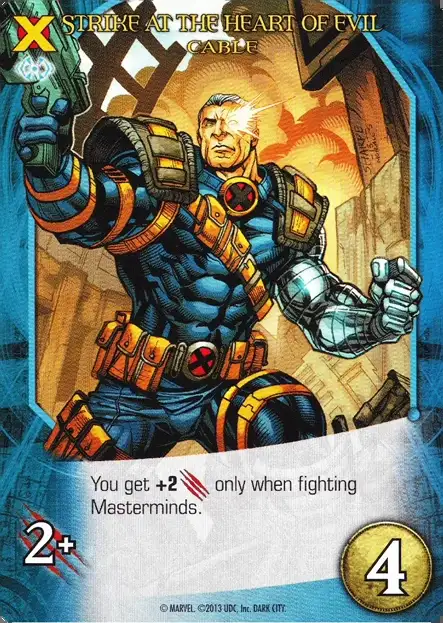 STRIKE AT THE HEART OF EVIL
CABLE
You get +2 only when fighting
Masterminds.
2+
4
© MARVEL. ©2013 UDC, Inc. DARK CITY.